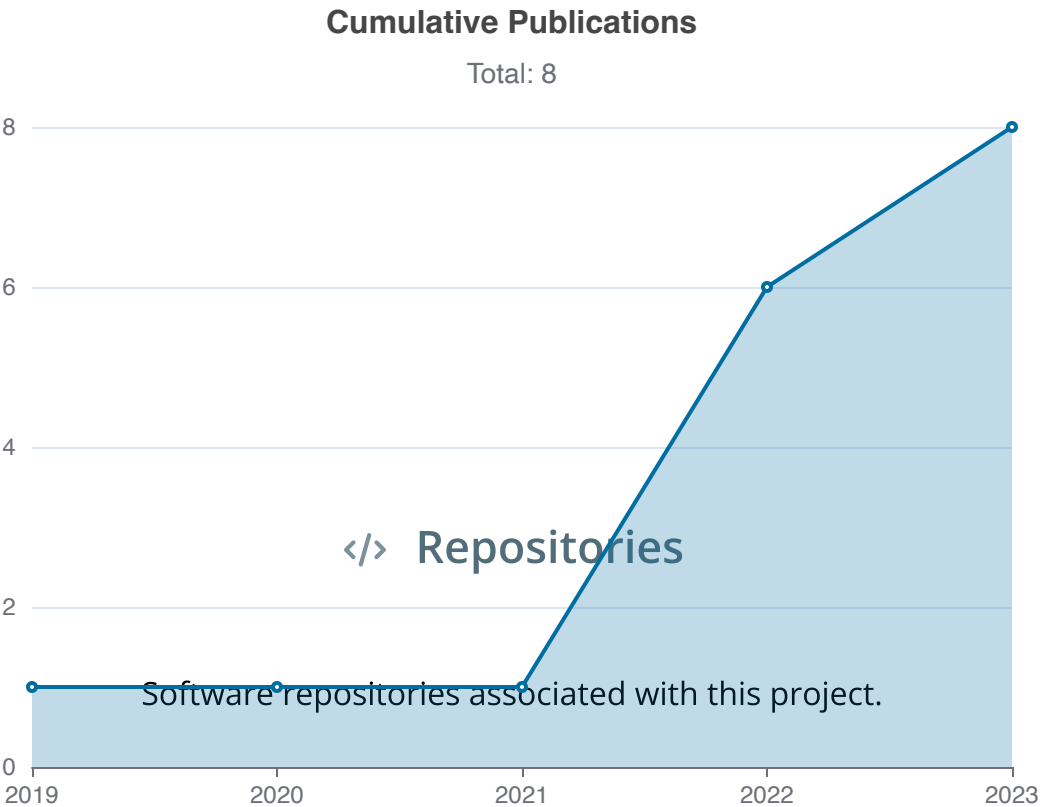 Cumulative Publications
Total: 8
8
6
4
</> Repositories
2
Software repositories associated with this project.
0
2019 2020 2021 2022 2023